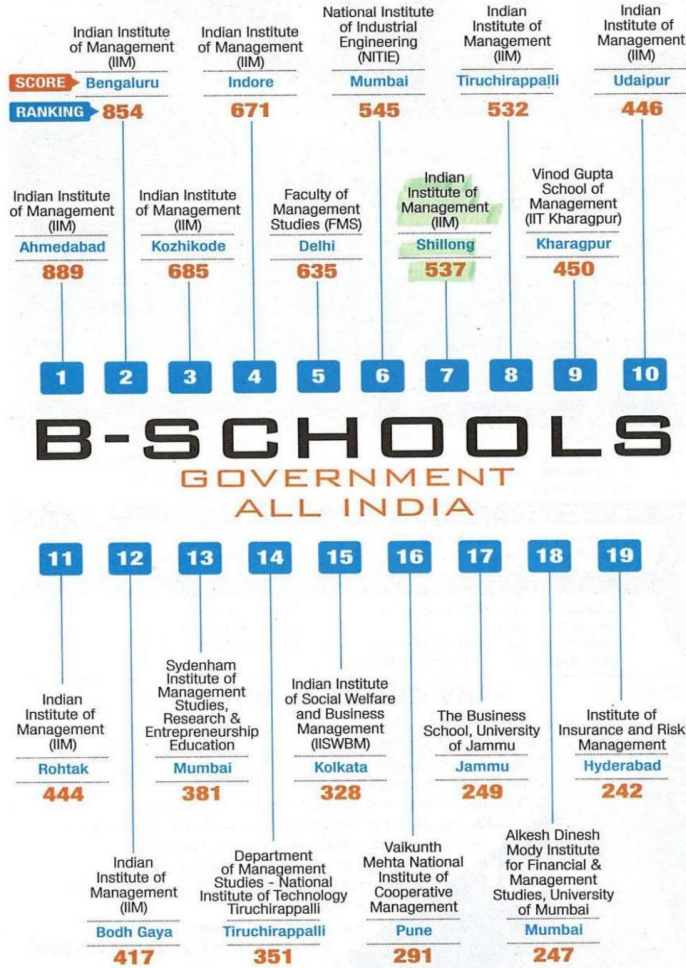 Indian Institute
of Management
(IIM)
Indian Institute
of Management
(IIM)
National Institute
of Industrial
Engineering
(NITIE)
Indian
Institute of
Management
(IIM)
Indian
Institute of
Management
(IIM)
SCORE
Bengaluru
Indore
Mumbai
Tiruchirappalli
Udaipur
RANKING
854
671
545
532
446
Indian Institute
of Management
(IIM)
Ahmedabad
889
Indian Institute
of Management
(IIM)
Kozhikode
685
Faculty of
Management
Studies (FMS)
Delhi
635
Indian
Institute of
Management
(IIM)
Shillong
537
Vinod Gupta
School of
Management
(IIT Kharagpur)
Kharagpur
450
1 2 3 4 5 6 7 8 9 10
B-SCHOOLS
GOVERNMENT
ALL INDIA
11 12 13 14 15 16 17 18 19
Indian
Institute of
Management
(IIM)
Rohtak
444
Sydenham
Institute of
Management
Studies,
Research &
Entrepreneurship
Education
Mumbai
381
Indian Institute
of Social Welfare
and Business
Management
(IISWBM)
Kolkata
328
The Business
School, University
of Jammu
Jammu
249
Institute of
Insurance and Risk
Management
Hyderabad
242
Indian
Institute of
Management
(IIM)
Bodh Gaya
417
Department
of Management
Studies - National
Institute of Technology
Tiruchirappalli
Tiruchirappalli
351
Vaikunth
Mehta National
Institute of
Cooperative
Management
Pune
291
Alkesh Dinesh
Mody Institute
for Financial &
Management
Studies, University
of Mumbai
Mumbai
247